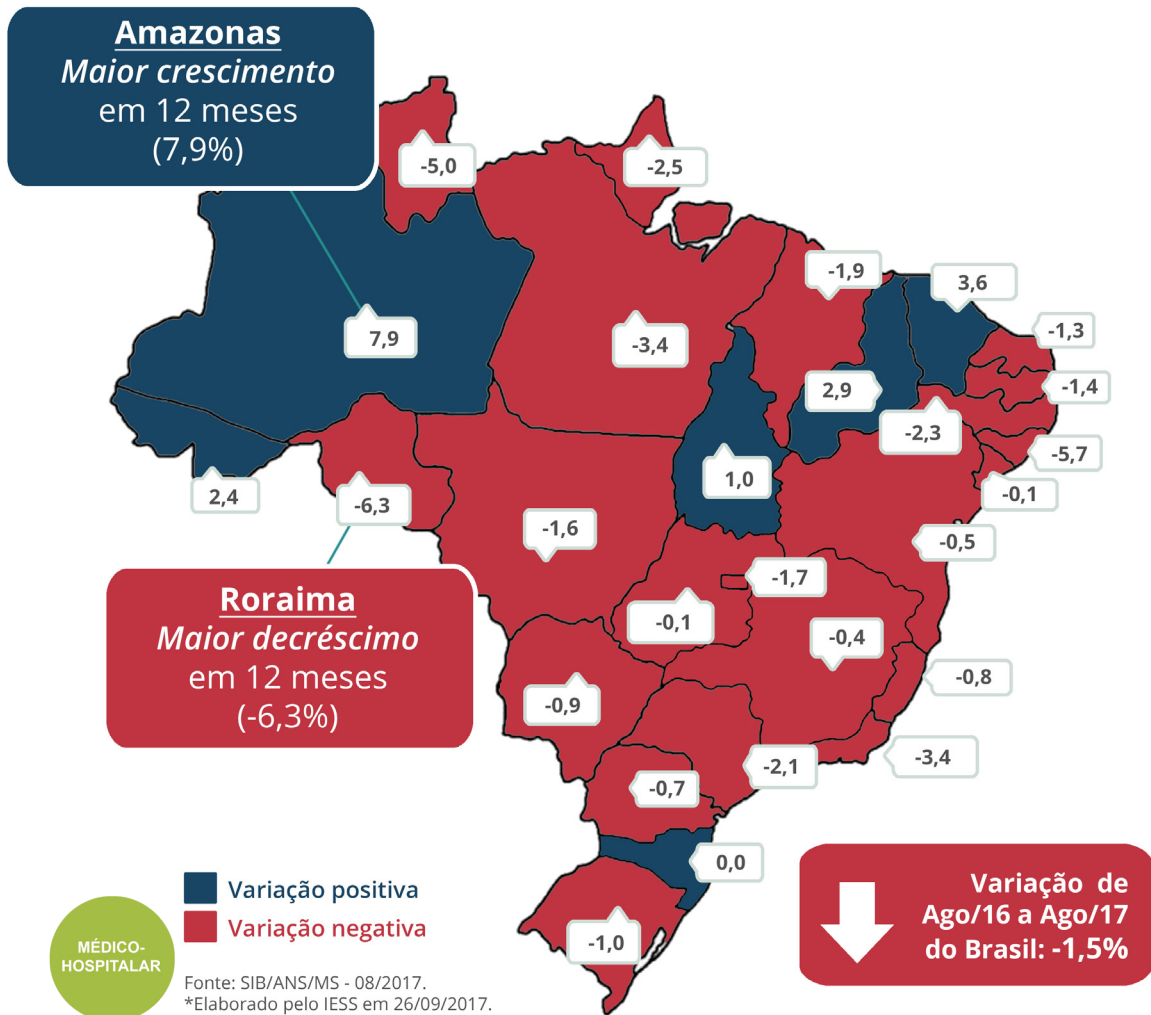 Amazonas
Maior crescimento
em 12 meses
(7,9%)
-5,0
-2,5
-1,9
3,6
7,9
-3,4
-1,3
2,9
-1,4
-2,3
-5,7
1,0
2,4
-6,3
-0,1
-1,6
-0,5
-1,7
Roraima
Maior decréscimo
em 12 meses
(-6,3%)
-0,1
-0,4
-0,9
-0,8
-3,4
-2,1
-0,7
0,0
Variação positiva
Variação negativa
-1,0
Variação de
Ago/16 a Ago/17
do Brasil: -1,5%
MÉDICO-
HOSPITALAR
Fonte: SIB/ANS/MS - 08/2017.
*Elaborado pelo IESS em 26/09/2017.